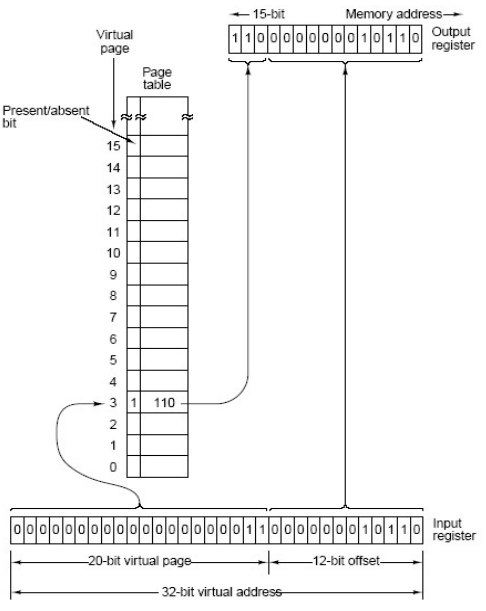 15-bit Memory address
Virtual page
1 1 0 0 0 0 0 0 0 0 1 0 1 1 0
Output register
Page table
Present/absent bit
15
14
13
12
11
10
9
8
7
6
5
4
3 1 110
2
1
0
0 0 0 0 0 0 0 0 0 0 0 0 0 0 0 0 0 0 1 1 0 0 0 0 0 0 0 1 0 1 1 0
Input register
20-bit virtual page 12-bit offset
32-bit virtual address